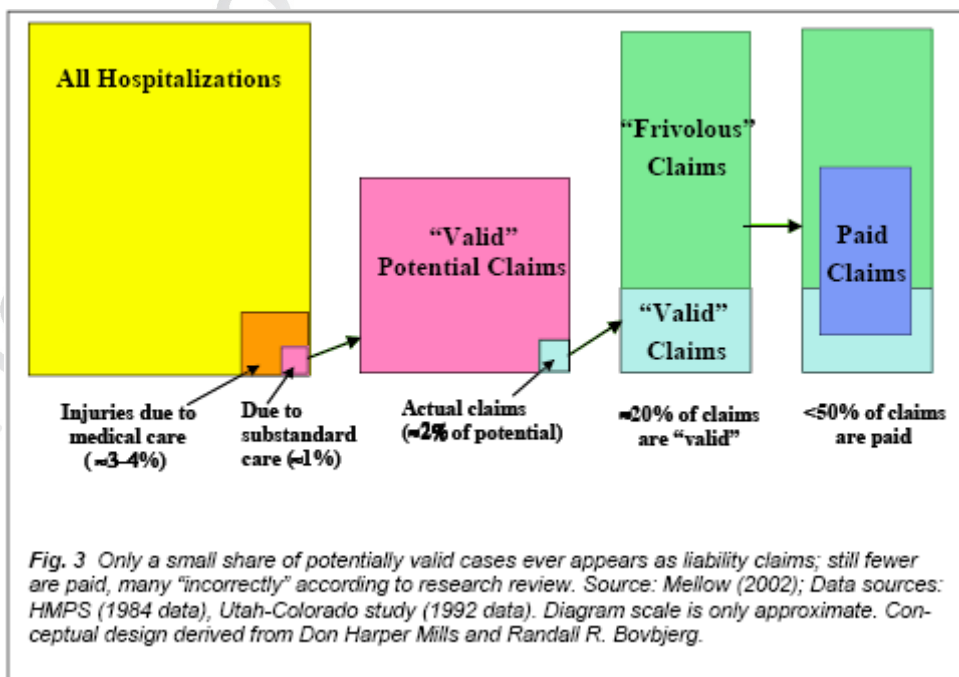 All Hospitalizations
"Frivolous"
Claims
"Valid"
Potential Claims
Paid
Claims
"Valid"
Claims
Injuries due to
medical care
(≈3-4%)
Due to
substandard
care (≈1%)
Actual claims
(≈2% of potential)
≈20% of claims
are "valid"
<50% of claims
are paid
Fig. 3 Only a small share of potentially valid cases ever appears as liability claims; still fewer
are paid, many "incorrectly" according to research review. Source: Mellow (2002); Data sources:
HMPS (1984 data), Utah-Colorado study (1992 data). Diagram scale is only approximate. Con-
ceptual design derived from Don Harper Mills and Randall R. Bovbjerg.